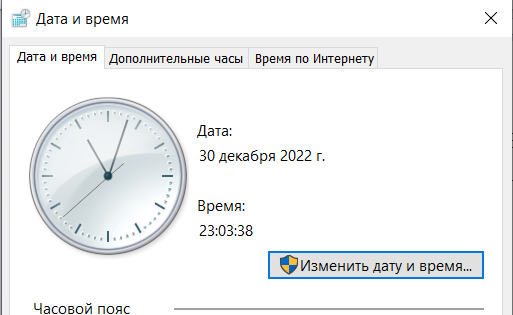 Дата и время
Дата и время Дополнительные часы Время по Интернету
Дата:
30 декабря 2022 г.
Время:
23:03:38
Изменить дату и время...
Часовой пояс